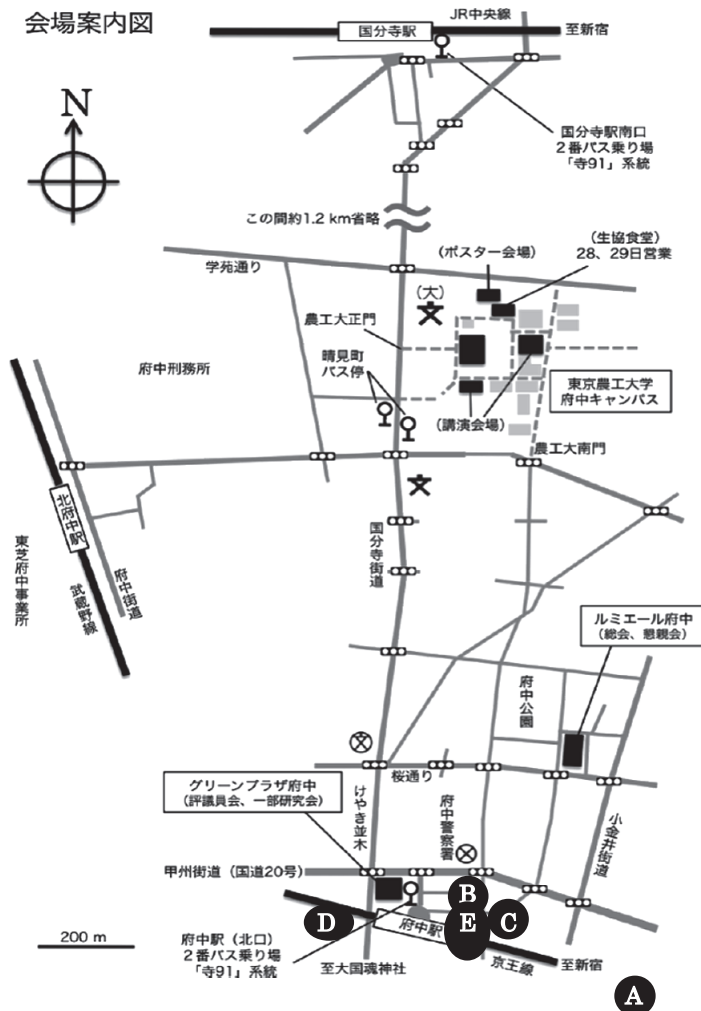 会場案内図
JR中央線
国分寺駅
至新宿
N
国分寺駅南口
2番バス乗り場
「寺91」系統
この間約1.2 km省略
学苑通り
(ポスター会場)
(生協食堂)
28、29日営業
(大)
農工大正門
晴見町
バス停
府中刑務所
東京農工大学
府中キャンパス
(講演会場)
農工大南門
北府中駅
国分寺街道
東芝府中事業所
武蔵野線
府中街道
ルミエール府中
(総会、懇親会)
府中公園
桜通り
グリーンプラザ府中
(評議員会、一部研究会)
けやき並木
府中警察署
小金井街道
甲州街道(国道20号)
B
D
府中駅
E
C
200 m
府中駅(北口)
2番バス乗り場
「寺91」系統
至大国魂神社
京王線
至新宿
A